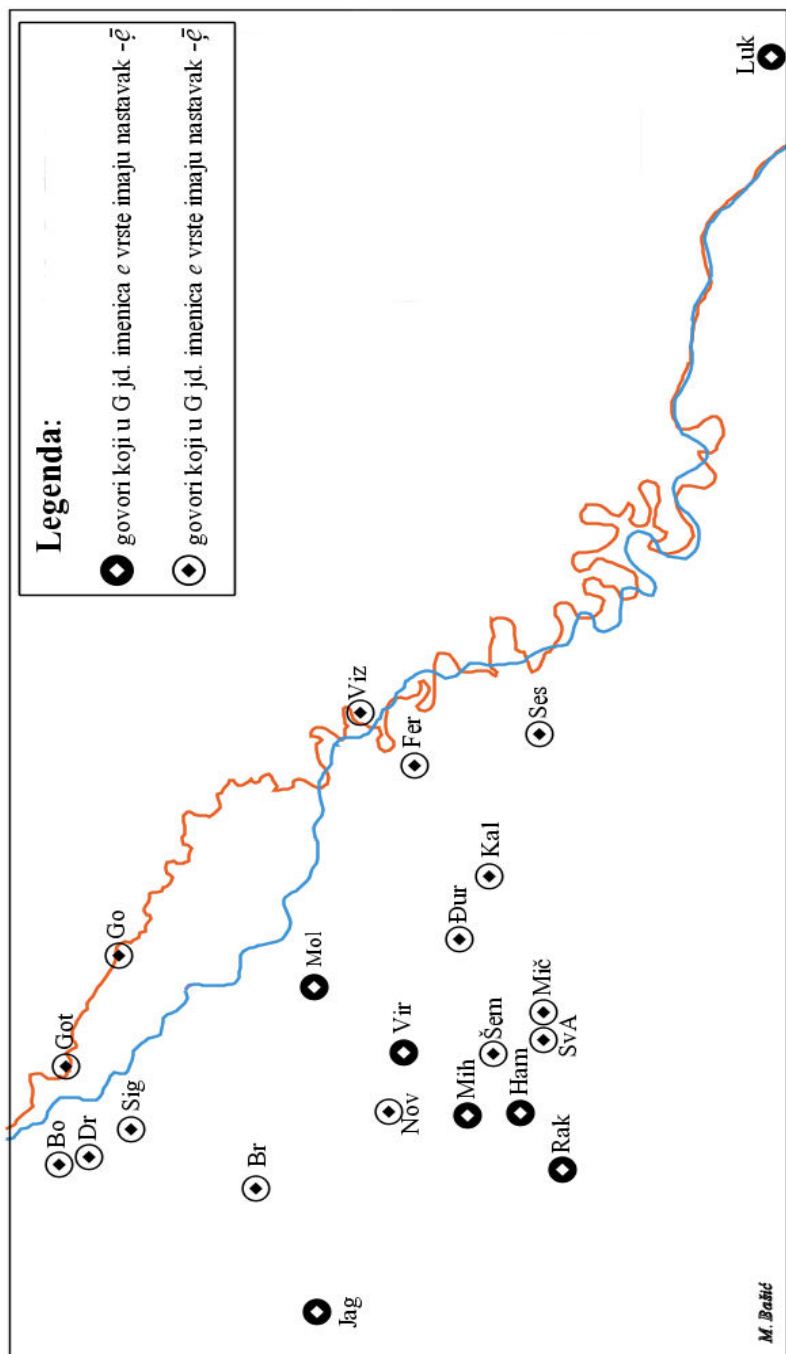 Legenda:
govori koji u G jd. imenica e vrste imaju nastavak
govori koji u G jd. imenica e vrste imaju nastavak
Bo
Got
Dr
Go
Sig
Br
Mol
Jag
Viz
Nov
Vir
Fer
Đur
Mih
Kal
Šem
Ham
Ses
Mič
SvA
Rak
Luk
M. Bašić